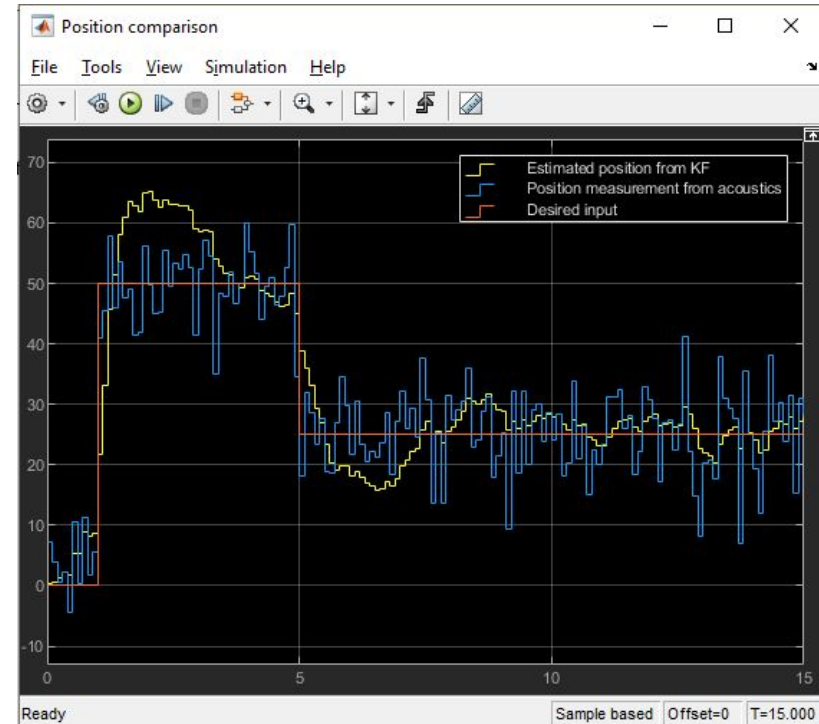 Position comparison
File Tools View Simulation Help
Estimated position from KF
Position measurement from acoustics
Desired input
70
60
50
40
30
20
10
0
-10
0 5 10 15
Ready Sample based Offset=0 T=15.000